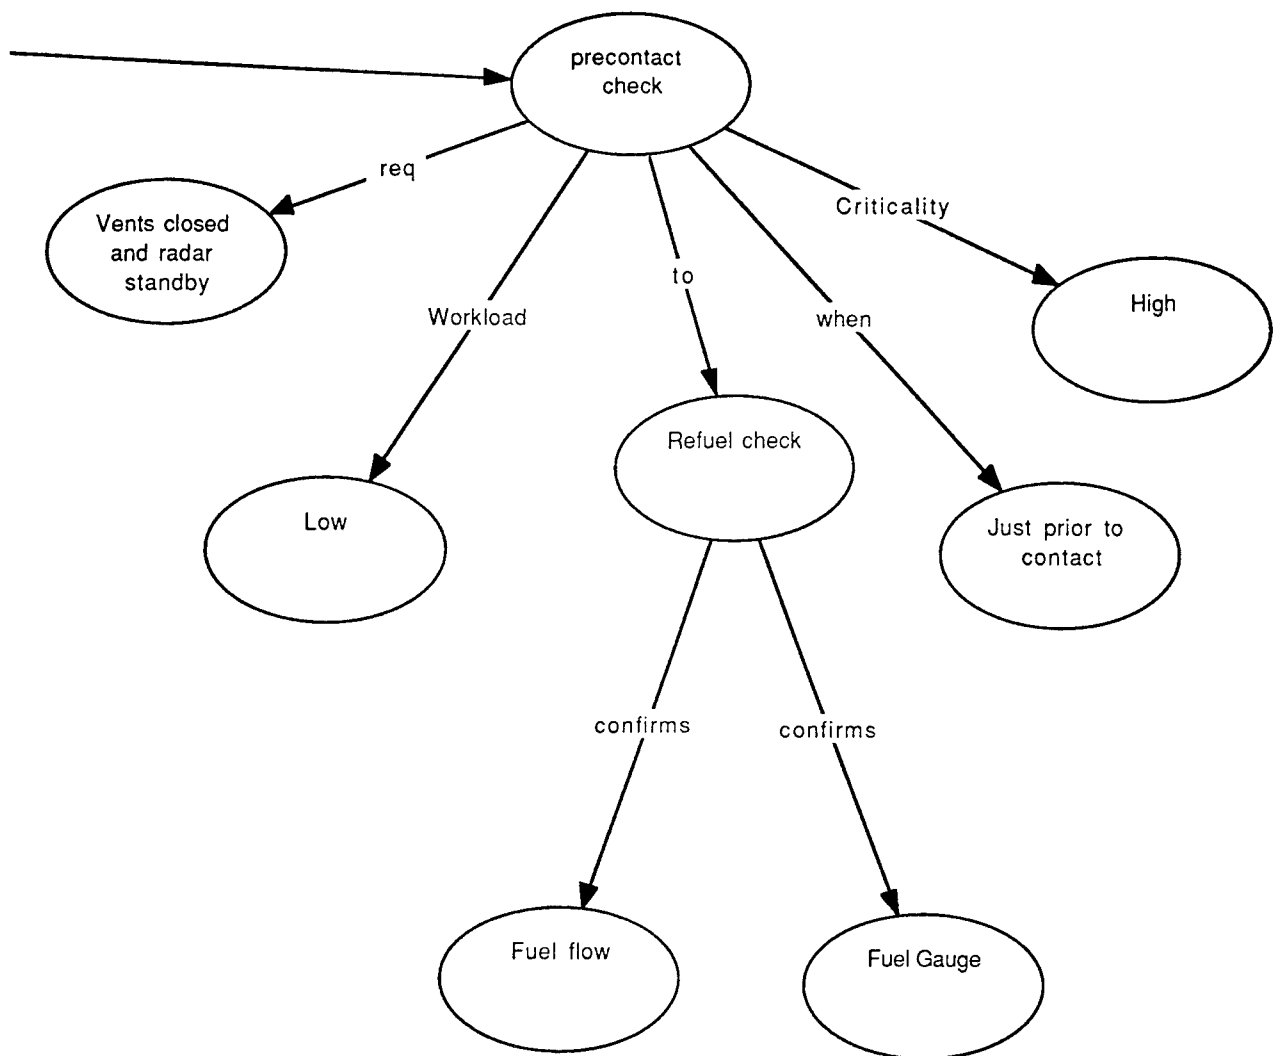 precontact
check
req
Criticality
Vents closed
and radar
standby
to
High
Workload
when
Refuel check
Low
Just prior to
contact
confirms
confirms
Fuel flow
Fuel Gauge